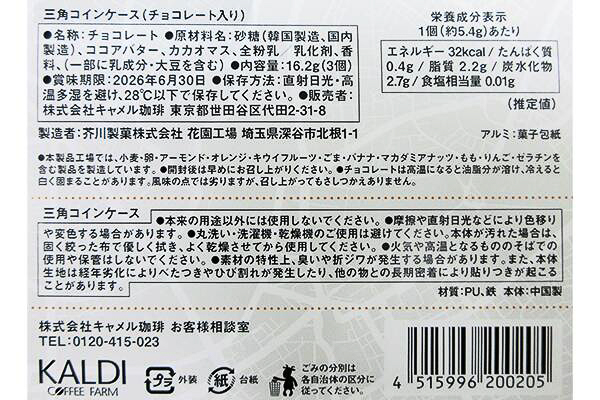 三角コインケース(チョコレート入り)
●名称：チョコレート ●原材料名：砂糖(韓国製造、国内
製造)、ココアバター、カカオマス、全粉乳/乳化剤、香
料、(一部に乳成分・大豆を含む) ●内容量：16.2g(3個)
●賞味期限：2026年6月30日 ●保存方法：直射日光・高
温多湿を避け、28℃以下で保存してください。●販売者：
株式会社キャメル珈琲 東京都世田谷区代田2-31-8
栄養成分表示
1個(約5.4g)あたり
エネルギー 32kcal / たんぱく質
0.4g / 脂質 2.2g / 炭水化物
2.7g / 食塩相当量 0.01g
(推定値)
製造者：芥川製菓株式会社 花園工場 埼玉県深谷市北根1-1
アルミ：菓子包紙
●本製品工場では、小麦・卵・アーモンド・オレンジ・キウイフルーツ・ごま・バナナ・マカダミアナッツ・もも・りんご・ゼラチンを
含む製品を製造しています。●開封後は早めにお召し上がりください。●チョコレートは高温になると油脂分が溶け、冷えると
白く固まることがあります。風味の点では劣りますが、召し上がってもさしつかえありません。
三角コインケース
●本来の用途以外には使用しないでください。●摩擦や直射日光などにより色移り
や変色する場合があります。●丸洗い・洗濯機・乾燥機のご使用は避けてください。本体が汚れた場合は、
固く絞った布で優しく拭き、よく乾燥させてから使用してください。●火気や高温となるもののそばでの
使用や保管はしないでください。●素材の特性上、臭いや折ジワが発生する場合があります。また、本体
生地は経年劣化によりべたつきやひび割れが発生したり、他の物との長期密着により貼りつきが起こる
ことがあります。
材質：PU、鉄 本体：中国製
株式会社キャメル珈琲 お客様相談室
TEL：0120-415-023
KALDI
COFFEE FARM
プラ 外装
紙 台紙
ごみの分別は
各自治体の区分に
従ってください。
4 515996 200205